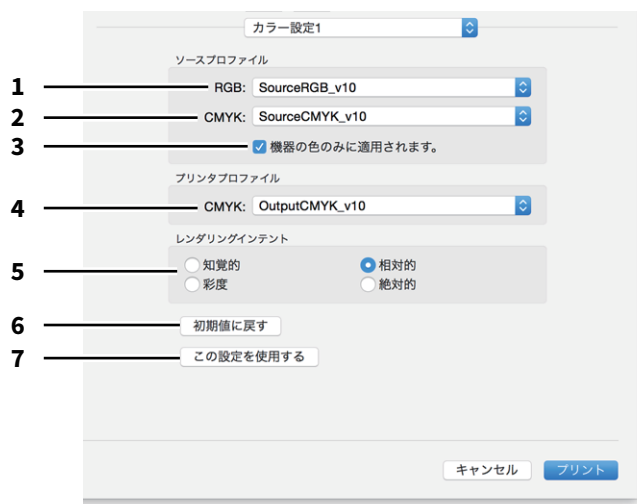 カラー設定1
ソースプロファイル
1 RGB: SourceRGB_v10
2 CMYK: SourceCMYK_v10
3 機器の色のみに適用されます。
プリンタプロファイル
4 CMYK: OutputCMYK_v10
レンダリングインテント
5 知覚的 相対的
彩度 絶対的
6 初期値に戻す
7 この設定を使用する
キャンセル プリント